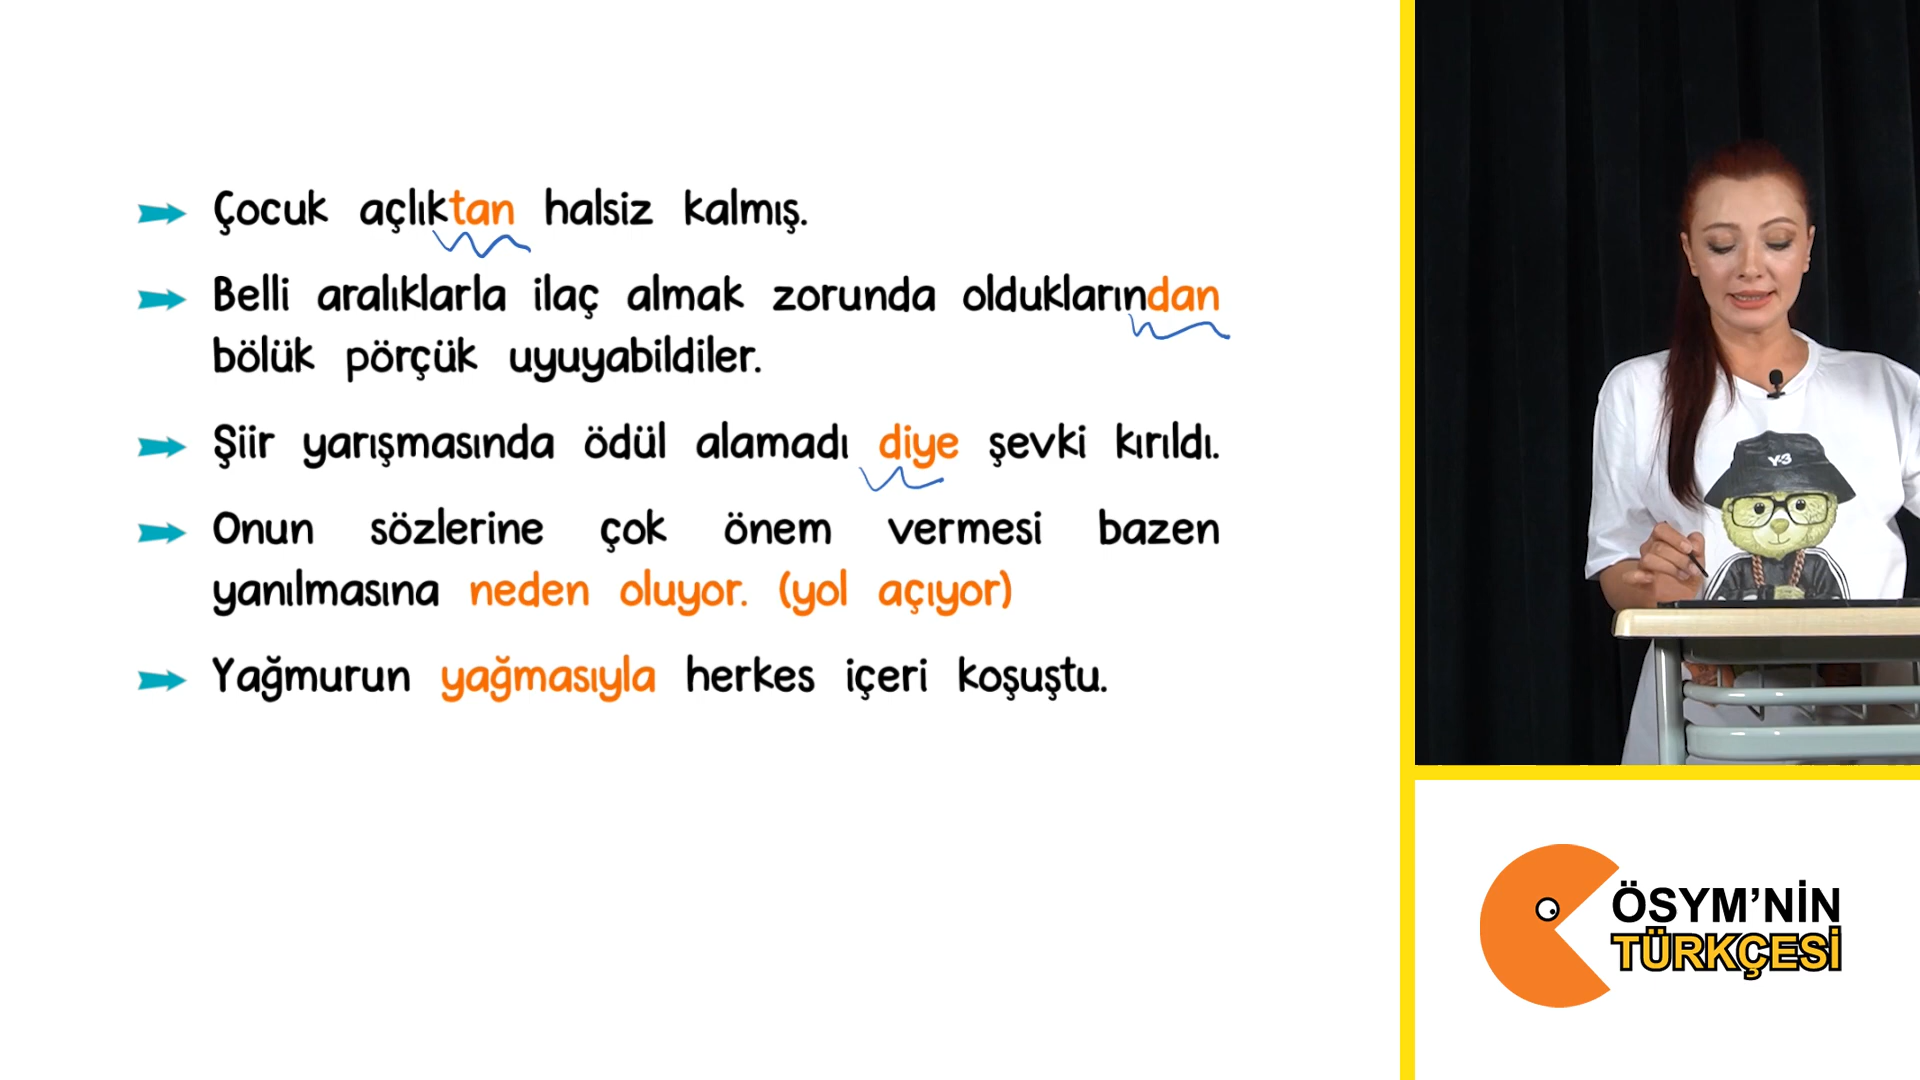 Çocuk açlıktan halsiz kalmış.
Belli aralıklarla ilaç almak zorunda olduklarından
bölük pörçük uyuyabildiler.
Şiir yarışmasında ödül alamadı diye şevki kırıldı.
Onun sözlerine çok önem vermesi bazen
yanılmasına neden oluyor. (yol açıyor)
Yağmurun yağmasıyla herkes içeri koşuştu.
Y-3
ÖSYM'NİN
TÜRKÇESİ